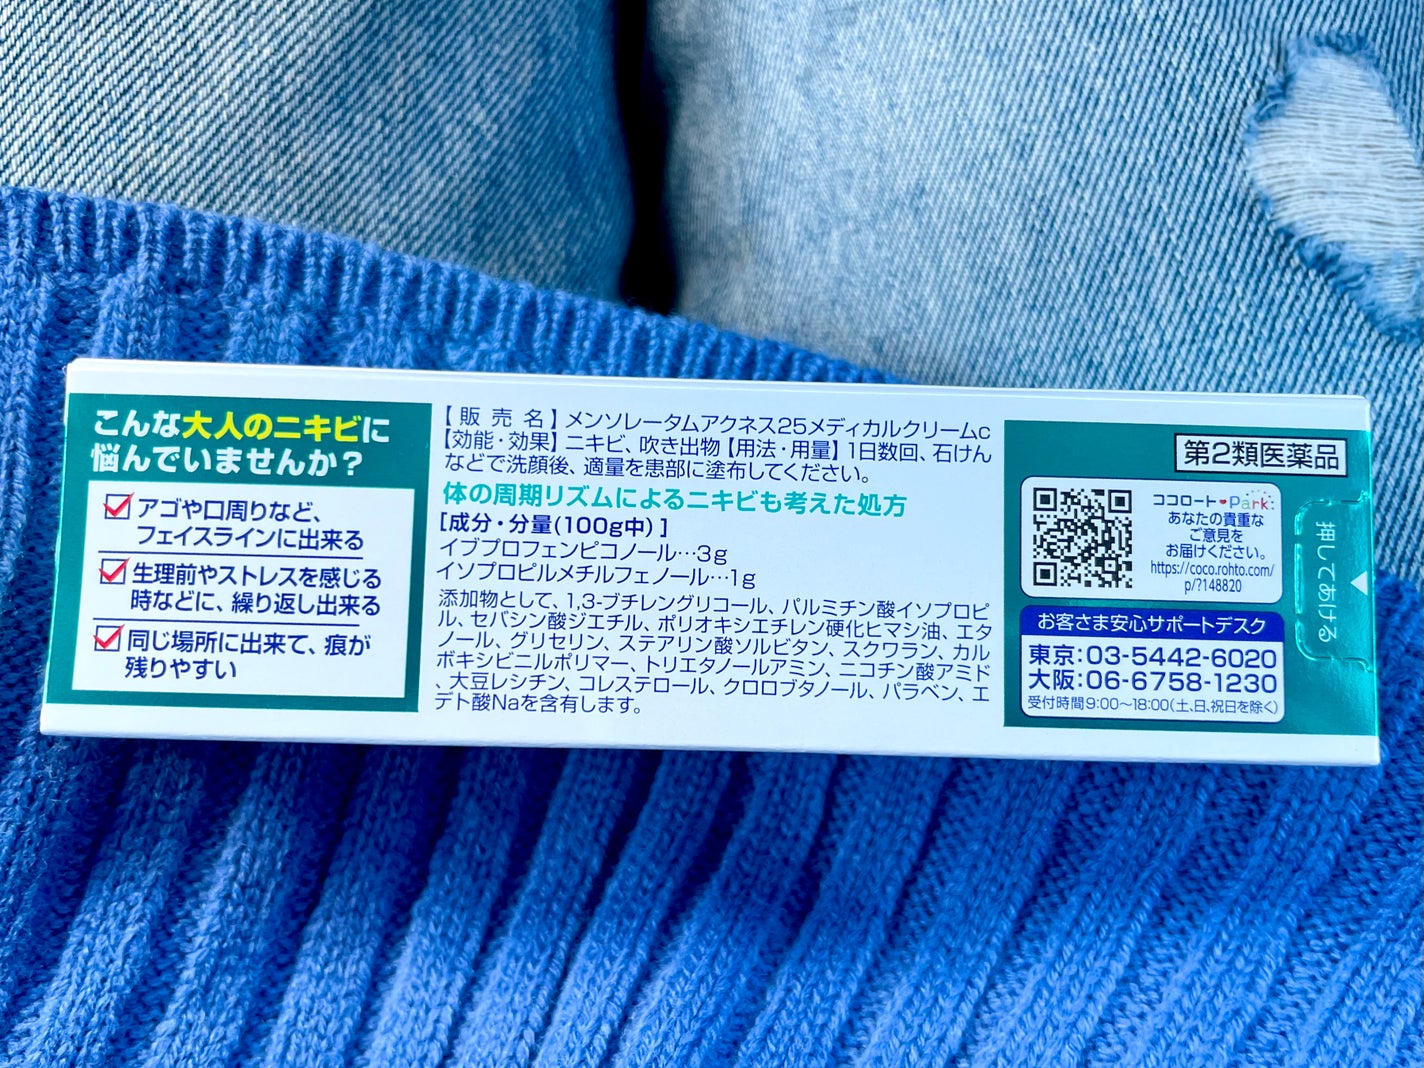 こんな大人のニキビに
悩んでいませんか？
アゴや口周りなど、
フェイスラインに出来る
生理前やストレスを感じる
時などに、繰り返し出来る
同じ場所に出来て、痕が
残りやすい
【販売名】メンソレータムアクネス25メディカルクリームc
【効能・効果】ニキビ、吹き出物【用法・用量】1日数回、石けん
などで洗顔後、適量を患部に塗布してください。
体の周期リズムによるニキビも考えた処方
[成分・分量(100g中)]
イブプロフェンピコノール…3g
イソプロピルメチルフェノール…1g
添加物として、1,3-ブチレングリコール、パルミチン酸イソプロピ
ル、セバシン酸ジエチル、ポリオキシエチレン硬化ヒマシ油、エタ
ノール、グリセリン、ステアリン酸ソルビタン、スクワラン、カル
ボキシビニルポリマー、トリエタノールアミン、ニコチン酸アミド
、大豆レシチン、コレステロール、クロロブタノール、パラベン、エ
デト酸Naを含有します。
第2類医薬品
ココロートPark
あなたの貴重な
ご意見を
お届けください。
https://coco.rohto.com/
p/?148820
お客さま安心サポートデスク
東京:03-5442-6020
大阪:06-6758-1230
受付時間9:00〜18:00(土、日、祝日を除く)
押してあける